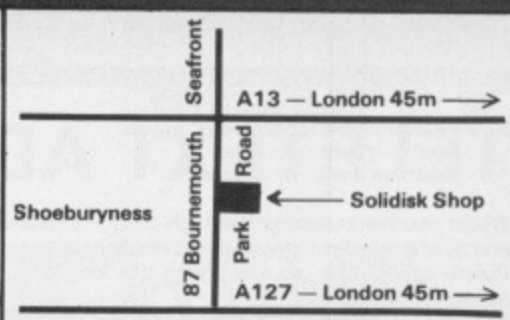 Seafront
A13 — London 45m
87 Bournemouth
Park Road
Solidisk Shop
Shoeburyness
A127 — London 45m